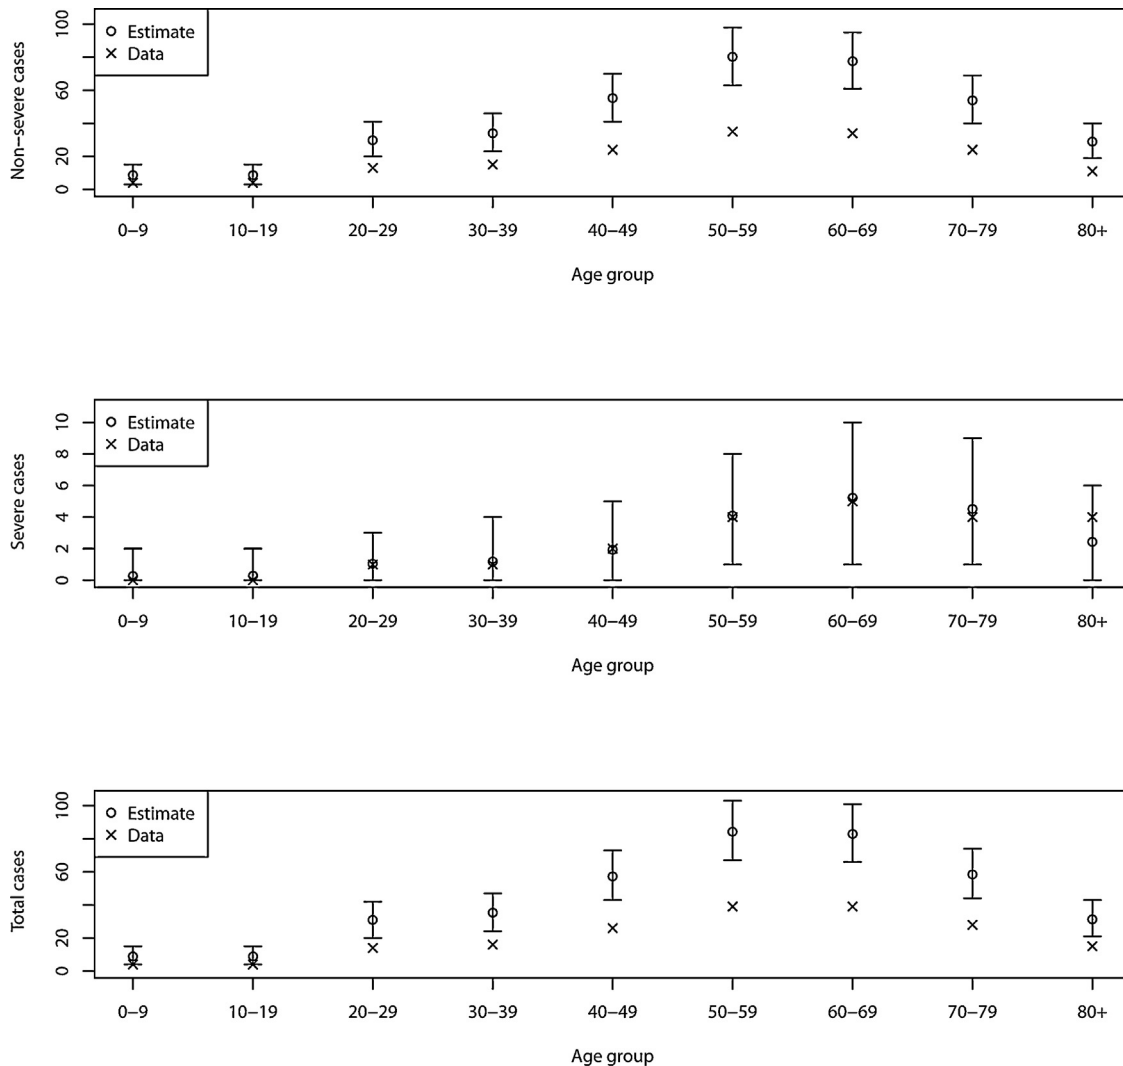 Non−severe cases
100
60
20
0
Estimate
Data
0−9 10−19 20−29 30−39 40−49 50−59 60−69 70−79 80+
Age group
Severe cases
10
8
6
4
2
0
Estimate
Data
0−9 10−19 20−29 30−39 40−49 50−59 60−69 70−79 80+
Age group
Total cases
100
60
20
0
Estimate
Data
0−9 10−19 20−29 30−39 40−49 50−59 60−69 70−79 80+
Age group